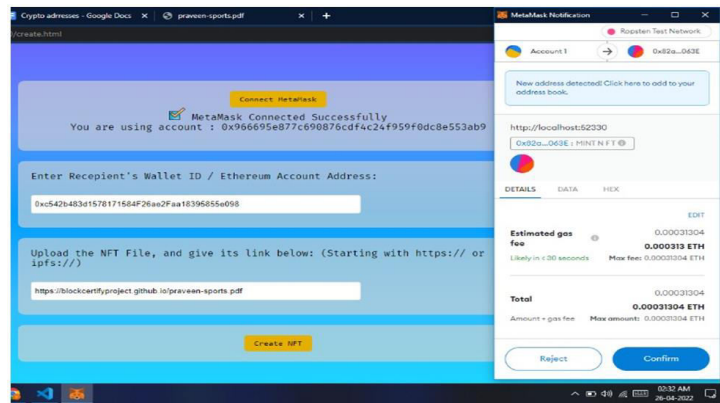 Crypto adrresses - Google Docs
praveen-sports.pdf
/create.html
Connect MetaMask
MetaMask Connected Successfully
You are using account : 0x966695e877c690876cdf4c24f959f0dc8e553ab9
Enter Recepient's Wallet ID / Ethereum Account Address:
0xc542b483d1578171584F26ae2Faa18395855e098
Upload the NFT File, and give its link below: (Starting with https:// or
ipfs://)
https://blockcertifyproject.github.io/praveen-sports.pdf
Create NFT
MetaMask Notification
Ropsten Test Network
Account 1
0x82a...063E
New address detected! Click here to add to your
address book.
http://localhost:52330
0x82a...063E : MINT N F T
DETAILS DATA HEX
EDIT
Estimated gas
fee
0.00031304
0.000313 ETH
Likely in < 30 seconds
Max fee: 0.00031304 ETH
0.00031304
Total
0.00031304 ETH
Amount + gas fee
Max amount: 0.00031304 ETH
Reject
Confirm
02:32 AM
26-04-2022